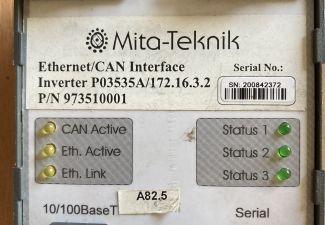 Mita-Teknik
Ethernet/CAN Interface
Serial No.:
Inverter P03535A/172.16.3.2
SN: 200842372
P/N 973510001
CAN Active
Status 1
Eth. Active
Status 2
Eth. Link
Status 3
A82.5
10/100BaseT
Serial